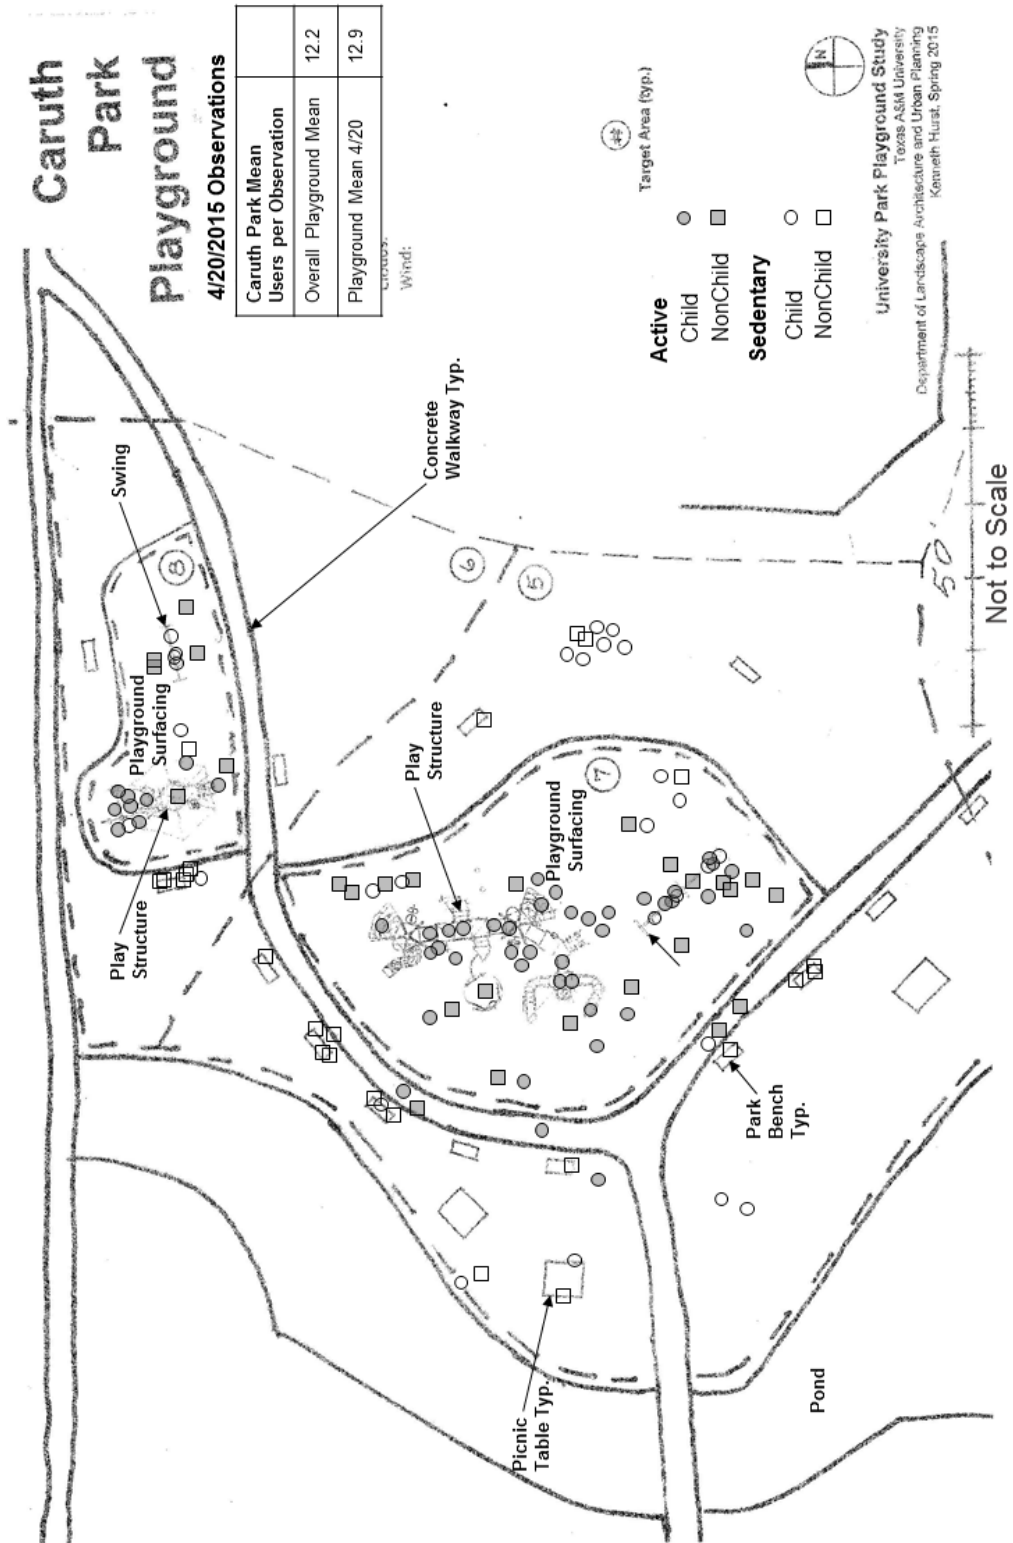 Caruth
Park
Playground
4/20/2015 Observations
Caruth Park Mean
Users per Observation
Overall Playground Mean 12.2
Playground Mean 4/20 12.9
Wind:
Swing
Concrete
Walkway Typ.
8
6
5
Playground
Surfacing
Play
Structure
Play
Structure
Playground
Surfacing
7
Park
Bench
Typ.
Picnic
Table Typ.
Pond
#
Target Area (typ.)
Active
Child
NonChild
Sedentary
Child
NonChild
N
University Park Playground Study
Texas A&M University
Department of Landscape Architecture and Urban Planning
Kenneth Hurst, Spring 2015
50
Not to Scale